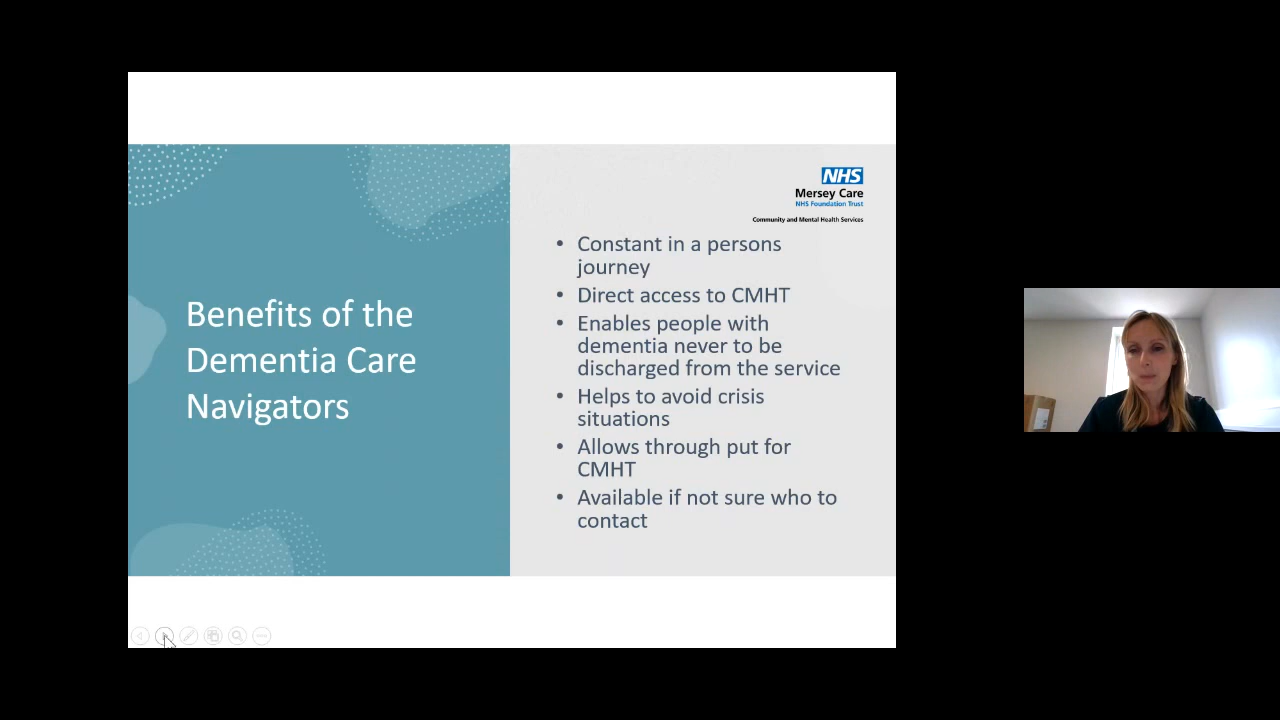 Benefits of the
Dementia Care
Navigators
NHS
Mersey Care
NHS Foundation Trust
Community and Mental Health Services
• Constant in a persons
journey
• Direct access to CMHT
• Enables people with
dementia never to be
discharged from the service
• Helps to avoid crisis
situations
• Allows through put for
CMHT
• Available if not sure who to
contact